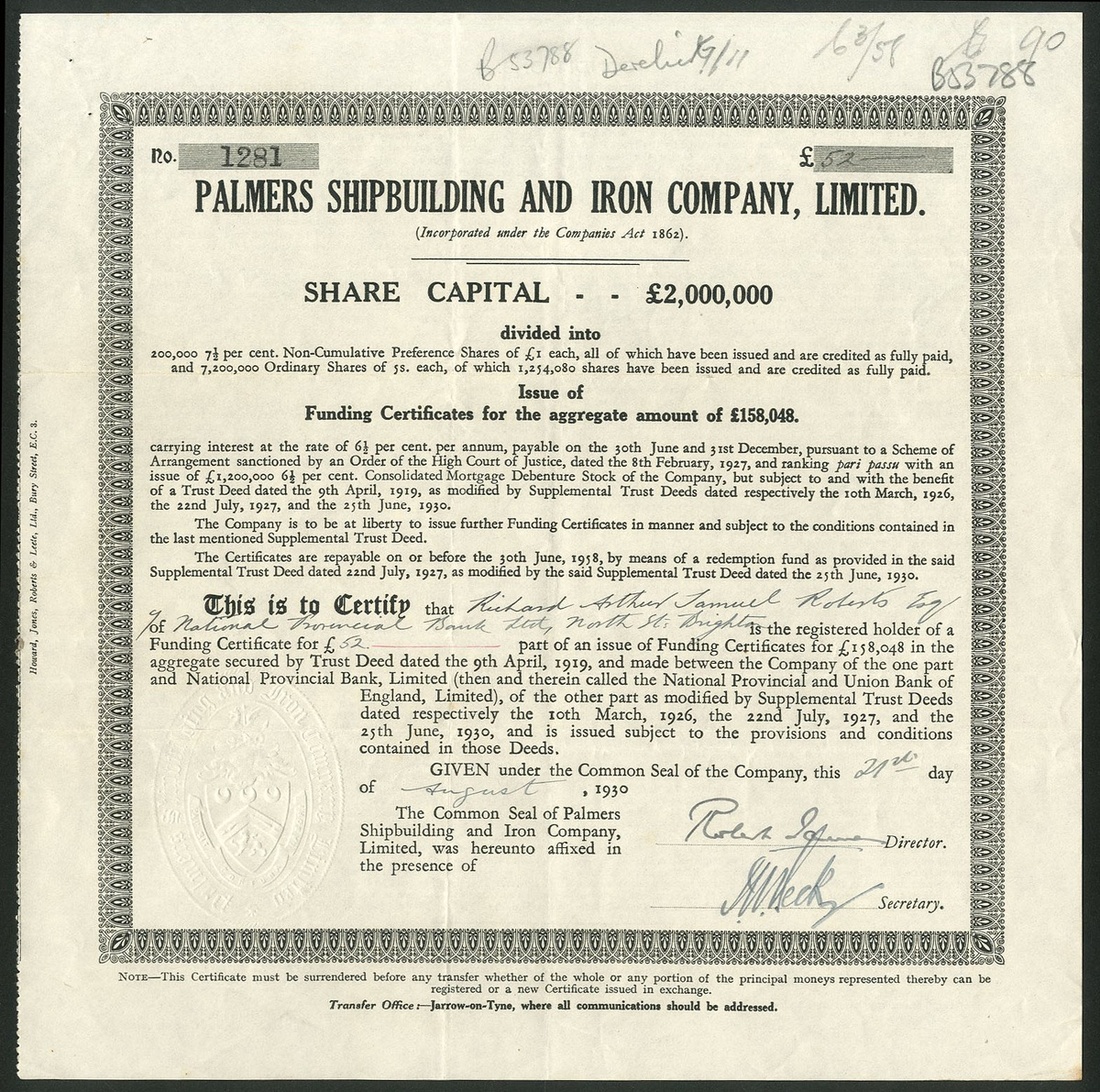 B53788 6 3/58 90
B53788
No. 1281 £ 52
PALMERS SHIPBUILDING AND IRON COMPANY, LIMITED.
(Incorporated under the Companies Act 1862).
SHARE CAPITAL - - £2,000,000
divided into
200,000 7½ per cent. Non-Cumulative Preference Shares of £1 each, all of which have been issued and are credited as fully paid,
and 7,200,000 Ordinary Shares of 5s. each, of which 1,254,080 shares have been issued and are credited as fully paid.
Issue of
Funding Certificates for the aggregate amount of £158,048.
carrying interest at the rate of 6½ per cent. per annum, payable on the 30th June and 31st December, pursuant to a Scheme of
Arrangement sanctioned by an Order of the High Court of Justice, dated the 8th February, 1927, and ranking pari passu with an
issue of £1,200,000 6½ per cent. Consolidated Mortgage Debenture Stock of the Company, but subject to and with the benefit
of a Trust Deed dated the 9th April, 1919, as modified by Supplemental Trust Deeds dated respectively the 10th March, 1926,
the 22nd July, 1927, and the 25th June, 1930.
The Company is to be at liberty to issue further Funding Certificates in manner and subject to the conditions contained in
the last mentioned Supplemental Trust Deed.
The Certificates are repayable on or before the 30th June, 1958, by means of a redemption fund as provided in the said
Supplemental Trust Deed dated 22nd July, 1927, as modified by the said Supplemental Trust Deed dated the 25th June, 1930.
This is to Certify that Richard Arthur Samuel Roberts Esq
c/o of National Provincial Bank Ltd, North St. Brighton is the registered holder of a
Funding Certificate for £ 52. part of an issue of Funding Certificates for £158,048 in the
aggregate secured by Trust Deed dated the 9th April, 1919, and made between the Company of the one part
and National Provincial Bank, Limited (then and therein called the National Provincial and Union Bank of
England, Limited), of the other part as modified by Supplemental Trust Deeds
dated respectively the 10th March, 1926, the 22nd July, 1927, and the
25th June, 1930, and is issued subject to the provisions and conditions
contained in those Deeds.
GIVEN under the Common Seal of the Company, this 21st day
of August , 1930
The Common Seal of Palmers
Shipbuilding and Iron Company,
Limited, was hereunto affixed in
the presence of
Director.
Secretary.
NOTE—This Certificate must be surrendered before any transfer whether of the whole or any portion of the principal moneys represented thereby can be
registered or a new Certificate issued in exchange.
Transfer Office:—Jarrow-on-Tyne, where all communications should be addressed.
Howard, Jones, Roberts & Leete, Ltd., Bury Street, E.C. 3.